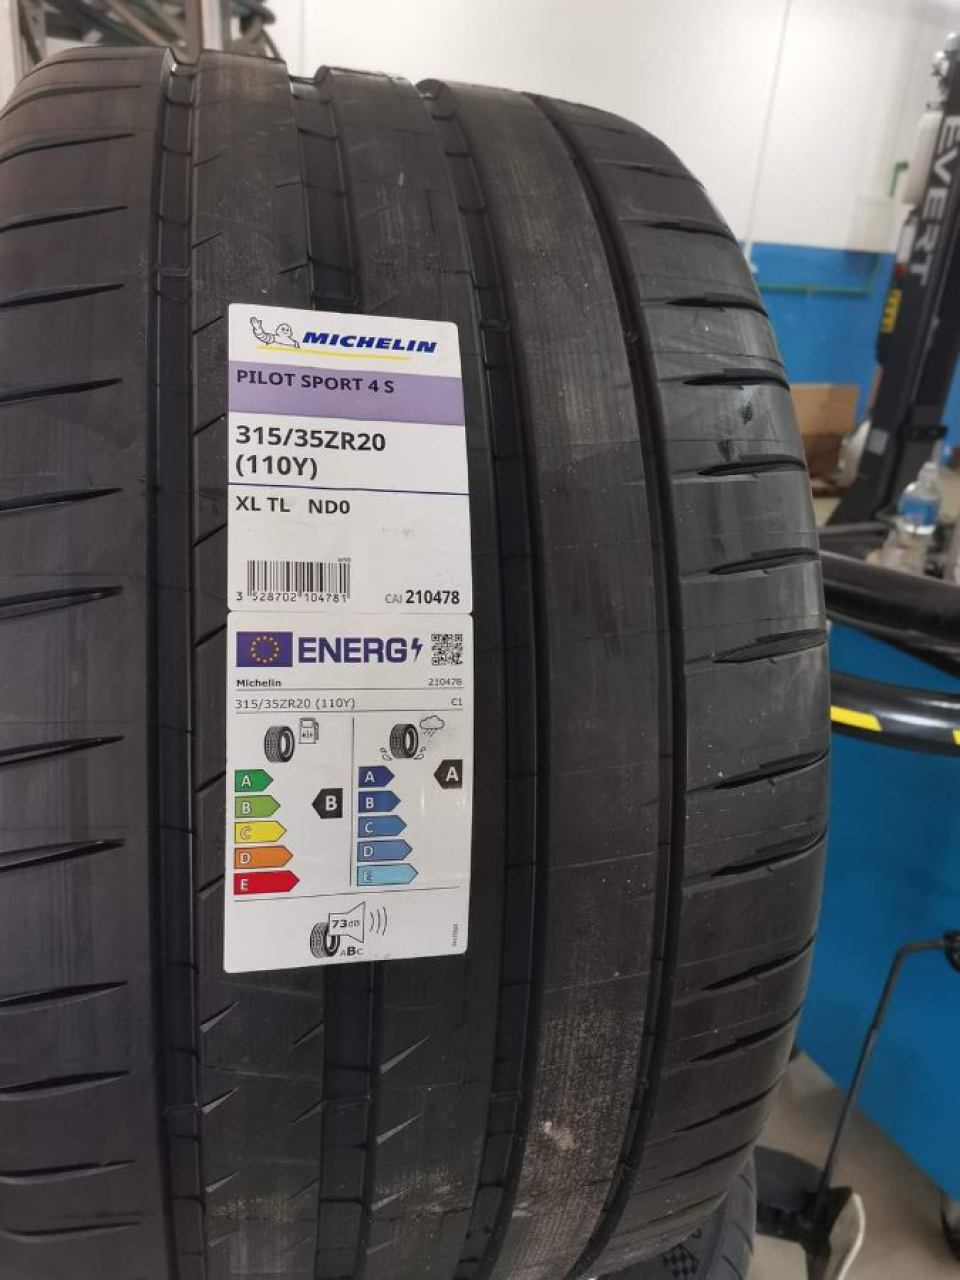 MICHELIN
PILOT SPORT 4 S
315/35ZR20
(110Y)
XL TL ND0
3 528702 104781
CAI 210478
ENERG
Michelin 210478
315/35ZR20 (110Y) C1
A
B
C
D
E
B
A
B
C
D
E
A
73dB
ABC
EVERT